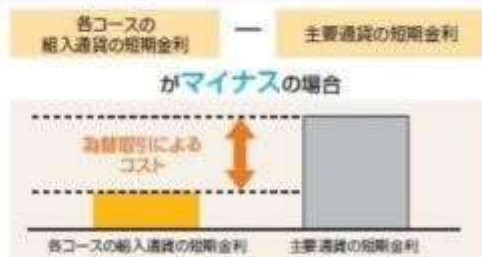 各コースの
組入通貨の短期金利
ー
主要通貨の短期金利
がマイナスの場合
為替取引による
コスト
各コースの組入通貨の短期金利
主要通貨の短期金利